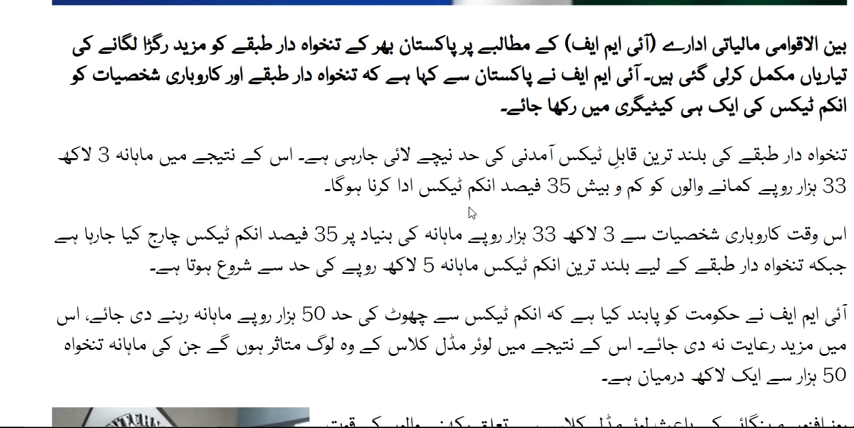 بین الاقوامی مالیاتی ادارے (آئی ایم ایف) کے مطالبے پر پاکستان بھر کے تنخواہ دار طبقے کو مزید رگڑا لگانے کی
تیاریاں مکمل کرلی گئی ہیں۔ آئی ایم ایف نے پاکستان سے کہا ہے کہ تنخواہ دار طبقے اور کاروباری شخصیات کو
انکم ٹیکس کی ایک ہی کیٹیگری میں رکھا جائے۔
تنخواہ دار طبقے کی بلند ترین قابلِ ٹیکس آمدنی کی حد نیچے لائی جارہی ہے۔ اس کے نتیجے میں ماہانہ 3 لاکھ
33 ہزار روپے کمانے والوں کو کم و بیش 35 فیصد انکم ٹیکس ادا کرنا ہوگا۔
اس وقت کاروباری شخصیات سے 3 لاکھ 33 ہزار روپے ماہانہ کی بنیاد پر 35 فیصد انکم ٹیکس چارج کیا جارہا ہے
جبکہ تنخواہ دار طبقے کے لیے بلند ترین انکم ٹیکس ماہانہ 5 لاکھ روپے کی حد سے شروع ہوتا ہے۔
آئی ایم ایف نے حکومت کو پابند کیا ہے کہ انکم ٹیکس سے چھوٹ کی حد 50 ہزار روپے ماہانہ رہنے دی جائے، اس
میں مزید رعایت نہ دی جائے۔ اس کے نتیجے میں لوئر مڈل کلاس کے وہ لوگ متاثر ہوں گے جن کی ماہانہ تنخواہ
50 ہزار سے ایک لاکھ درمیان ہے۔